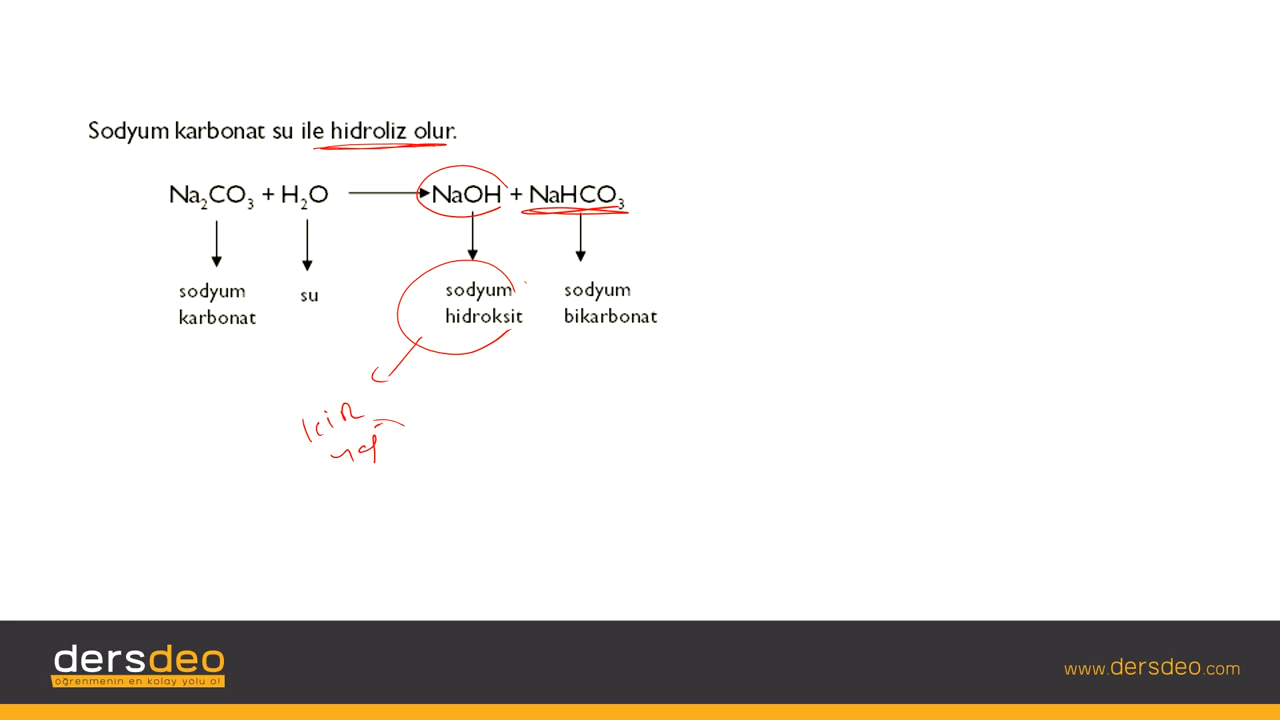 Sodyum karbonat su ile hidroliz olur.
Na₂CO₃ + H₂O → NaOH + NaHCO₃
sodyum karbonat
su
sodyum hidroksit
sodyum bikarbonat
kir
dersdeo
öğrenmenin en kolay yolu o!
www.dersdeo.com